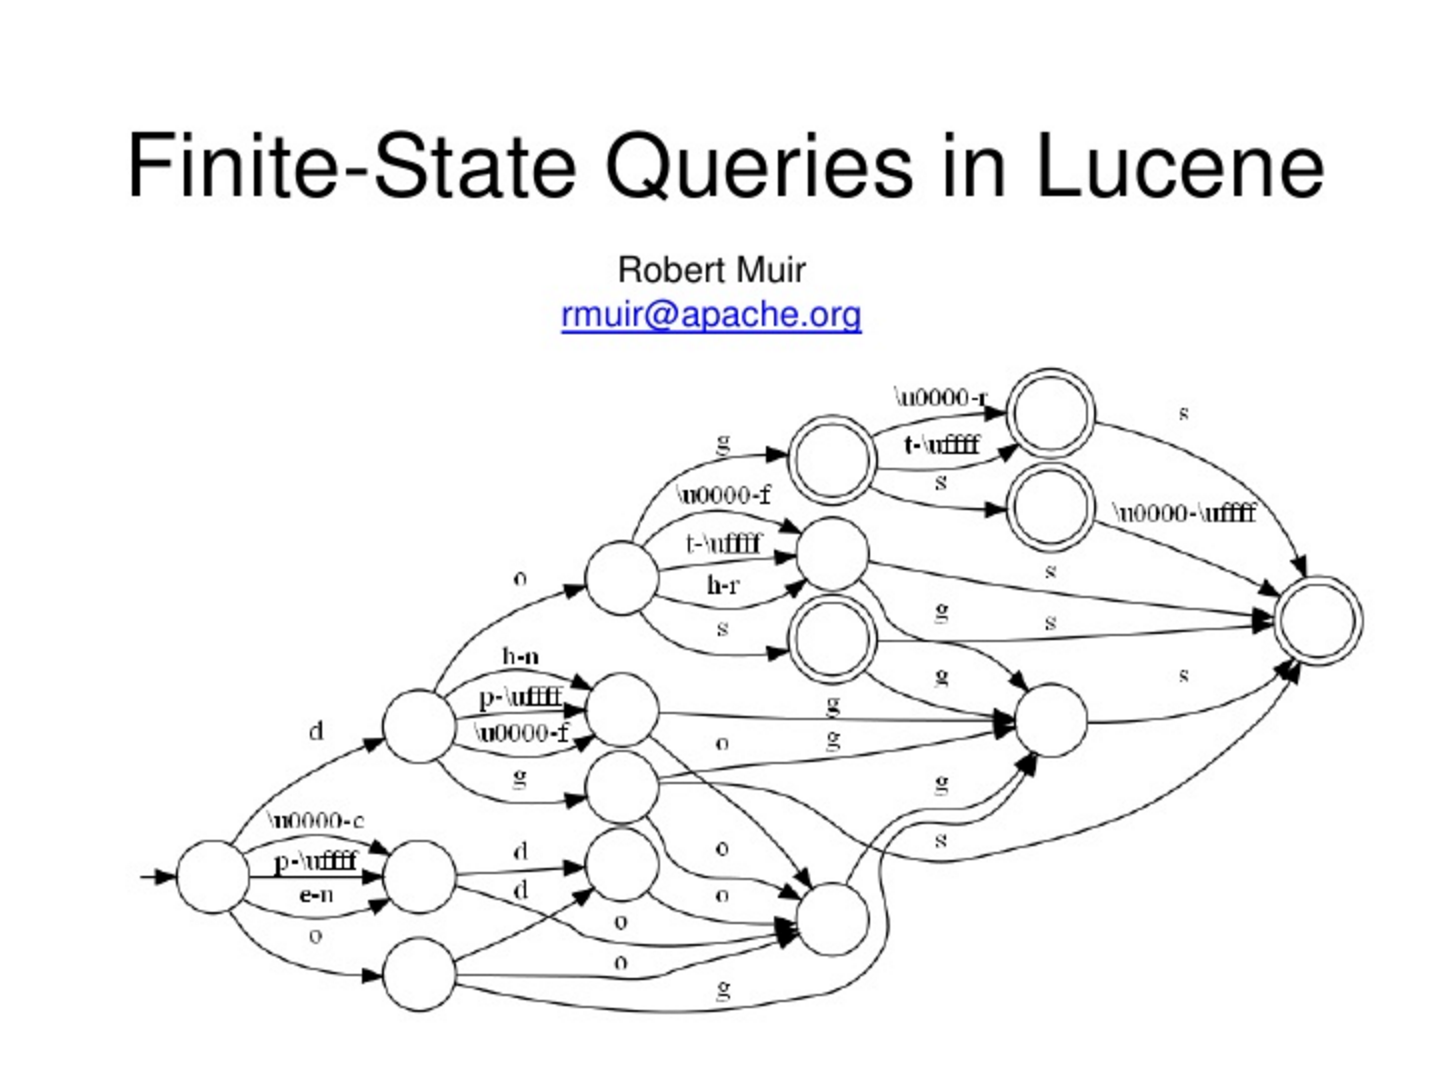 Finite-State Queries in Lucene
Robert Muir
rmuir@apache.org
\u0000-r
s
g
t-\uffff
s
\u0000-f
\u0000-\uffff
t-\uffff
s
o
h-r
g
s
s
h-n
g
s
p-\uffff
g
d
\u0000-f
o
g
g
g
\u0000-c
s
d
o
p-\uffff
e-n
d
o
o
o
o
g